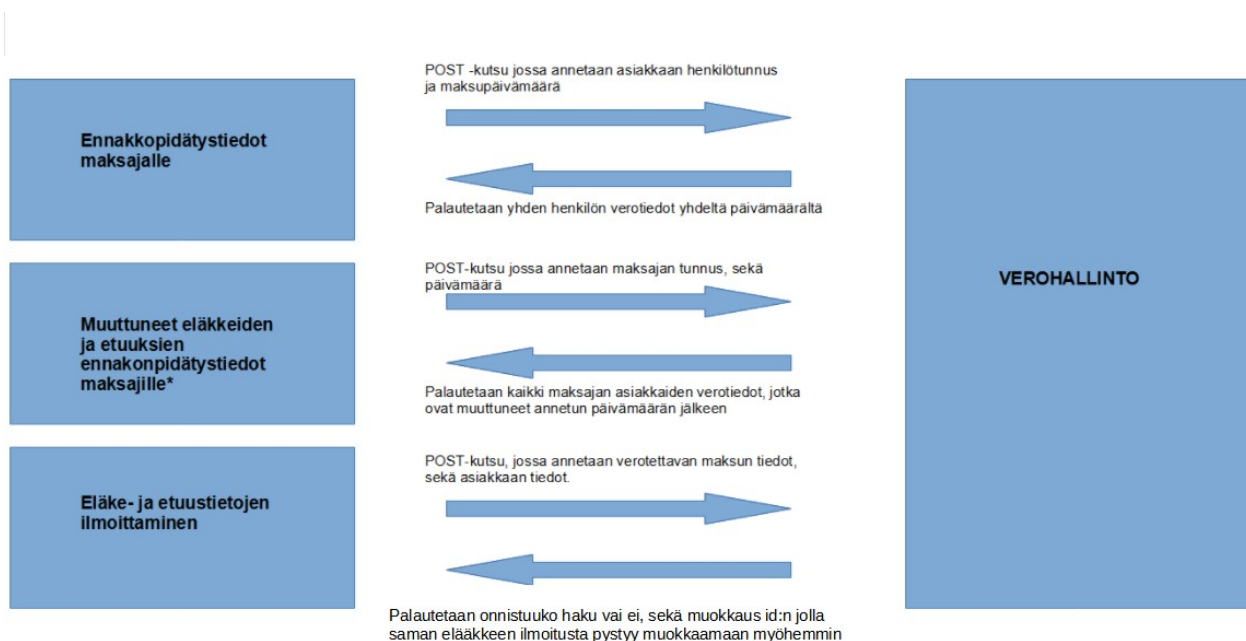 POST -kutsu jossa annetaan asiakkaan henkilötunnus
ja maksupäivämäärä
Ennakkopidätystiedot
maksajalle
Palautetaan yhden henkilön verotiedot yhdeltä päivämäärältä
POST-kutsu jossa annetaan maksajan tunnus, sekä
päivämäärä
VEROHALLINTO
Muuttuneet eläkkeiden
ja etuuksien
ennakonpidätystiedot
maksajille*
Palautetaan kaikki maksajan asiakkaiden verotiedot, jotka
ovat muuttuneet annetun päivämäärän jälkeen
POST-kutsu, jossa annetaan verotettavan maksun tiedot,
sekä asiakkaan tiedot.
Eläke- ja etuustietojen
ilmoittaminen
Palautetaan onnistuuko haku vai ei, sekä muokkaus id:n jolla
saman elääkkeen ilmoitusta pystyy muokkaamaan myöhemmin